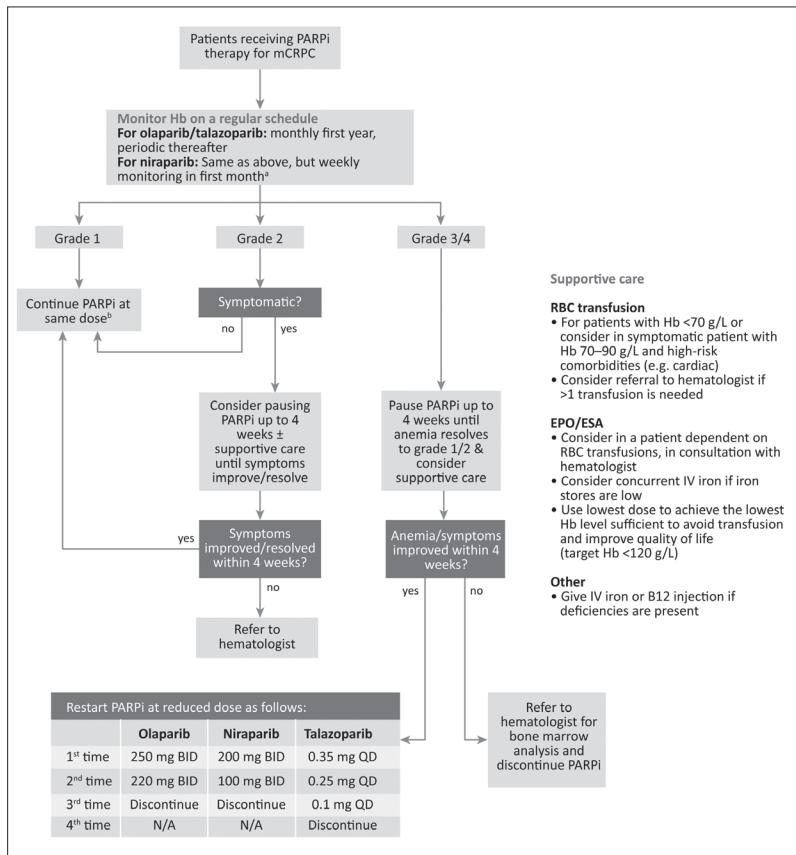 Patients receiving PARPi
therapy for mCRPC
Monitor Hb on a regular schedule
For olaparib/talazoparib: monthly first year,
periodic thereafter
For niraparib: Same as above, but weekly
monitoring in first monthᵃ
Grade 1
Grade 2
Grade 3/4
Continue PARPi at
same doseᵇ
Symptomatic?
no
yes
Consider pausing
PARPi up to 4
weeks ±
supportive care
until symptoms
improve/resolve
Pause PARPi up to
4 weeks until
anemia resolves
to grade 1/2 &
consider
supportive care
yes
Symptoms
improved/resolved
within 4 weeks?
Anemia/symptoms
improved within 4
weeks?
no
yes
no
Refer to
hematologist
Supportive care
RBC transfusion
• For patients with Hb <70 g/L or
consider in symptomatic patient with
Hb 70–90 g/L and high-risk
comorbidities (e.g. cardiac)
• Consider referral to hematologist if
>1 transfusion is needed
EPO/ESA
• Consider in a patient dependent on
RBC transfusions, in consultation with
hematologist
• Consider concurrent IV iron if iron
stores are low
• Use lowest dose to achieve the lowest
Hb level sufficient to avoid transfusion
and improve quality of life
(target Hb <120 g/L)
Other
• Give IV iron or B12 injection if
deficiencies are present
Restart PARPi at reduced dose as follows:
Olaparib Niraparib Talazoparib
1ˢᵗ time 250 mg BID 200 mg BID 0.35 mg QD
2ⁿᵈ time 220 mg BID 100 mg BID 0.25 mg QD
3ʳᵈ time Discontinue Discontinue 0.1 mg QD
4ᵗʰ time N/A N/A Discontinue
Refer to
hematologist for
bone marrow
analysis and
discontinue PARPi